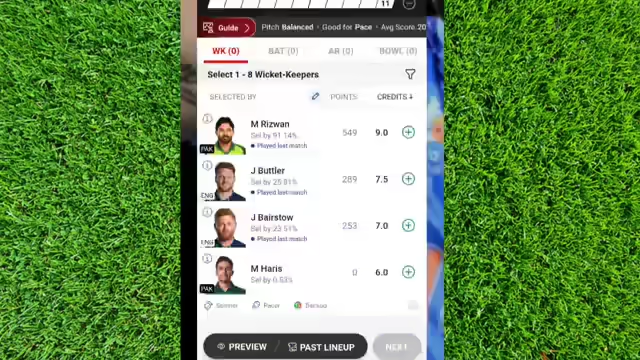 11
Guide Pitch Balanced · Good for Pace · Avg Score 20
WK (0) BAT (0) AR (0) BOWL (0)
Select 1 - 8 Wicket-Keepers
SELECTED BY POINTS CREDITS↓
M Rizwan
Sel by 91.14% 549 9.0
Played last match
PAK
J Buttler
Sel by 25.81% 289 7.5
Played last match
ENG
J Bairstow
Sel by 23.51% 253 7.0
Played last match
ENG
M Haris
Sel by 0.53% 0 6.0
PAK
Spinner Pacer
PREVIEW / PAST LINEUP NEXT